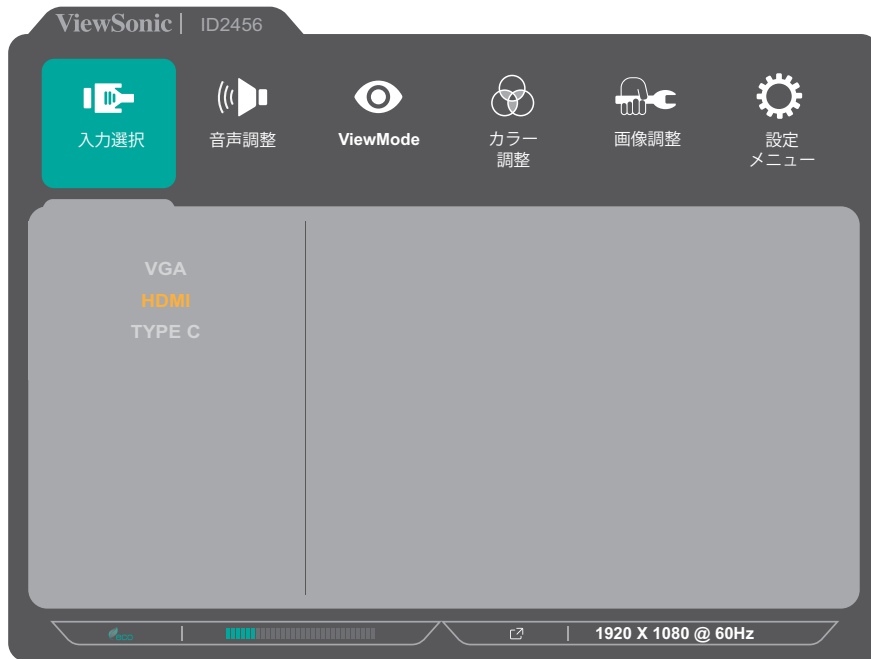 ViewSonic | ID2456
入力選択
音声調整
ViewMode
カラー
調整
画像調整
設定
メニュー
VGA
HDMI
TYPE C
eco
1920 X 1080 @ 60Hz